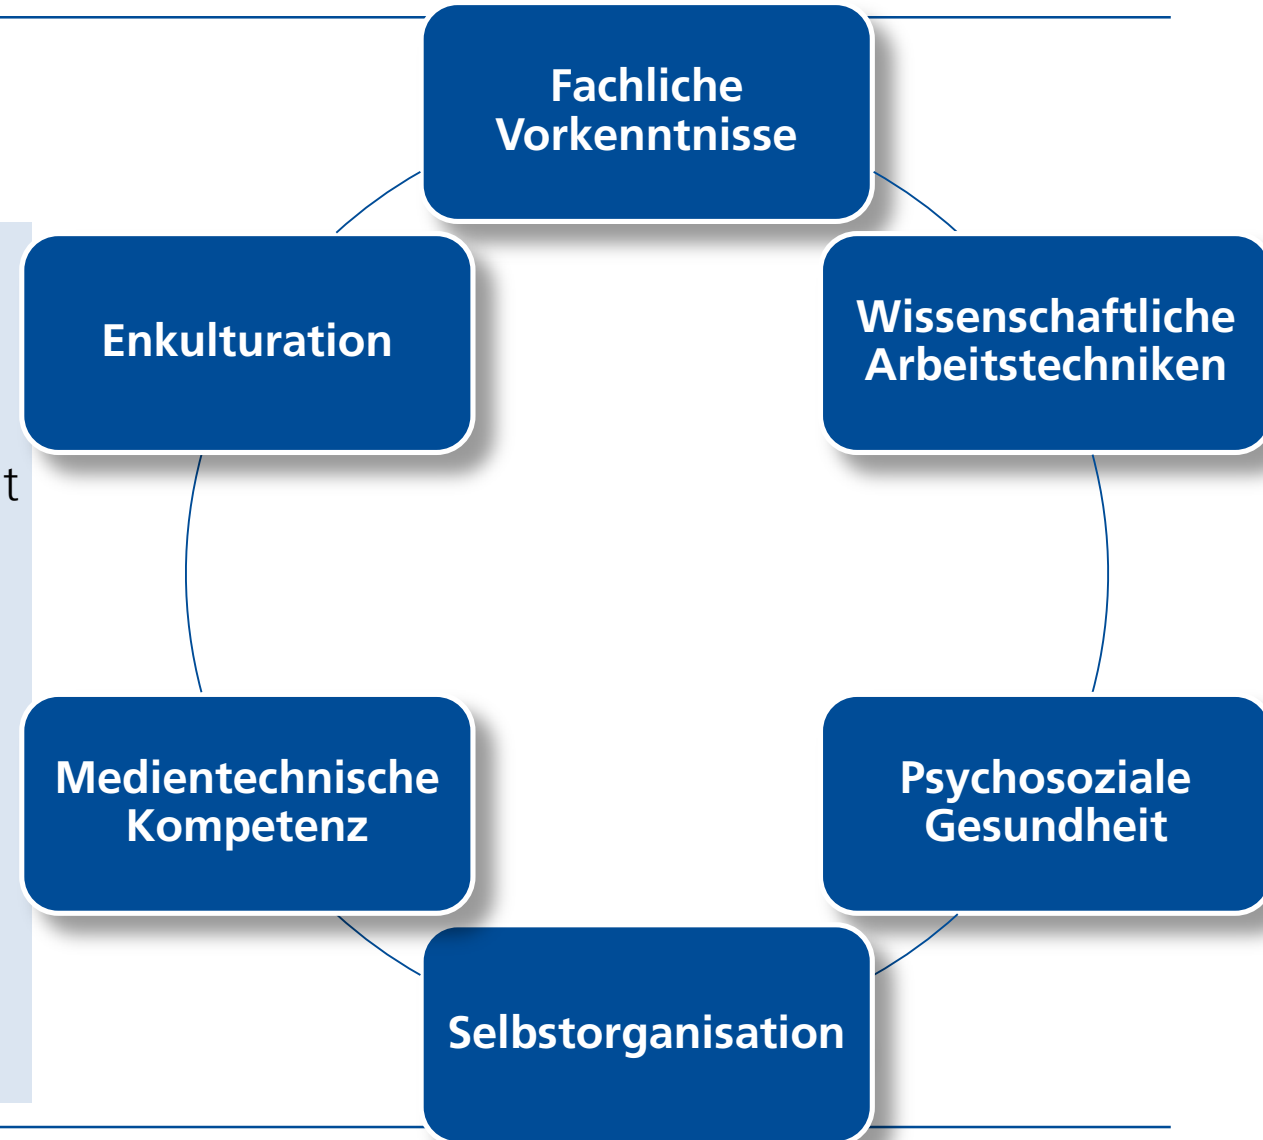 Fachliche
Vorkenntnisse
Enkulturation
Wissenschaftliche
Arbeitstechniken
t
Medientechnische
Kompetenz
Psychosoziale
Gesundheit
Selbstorganisation